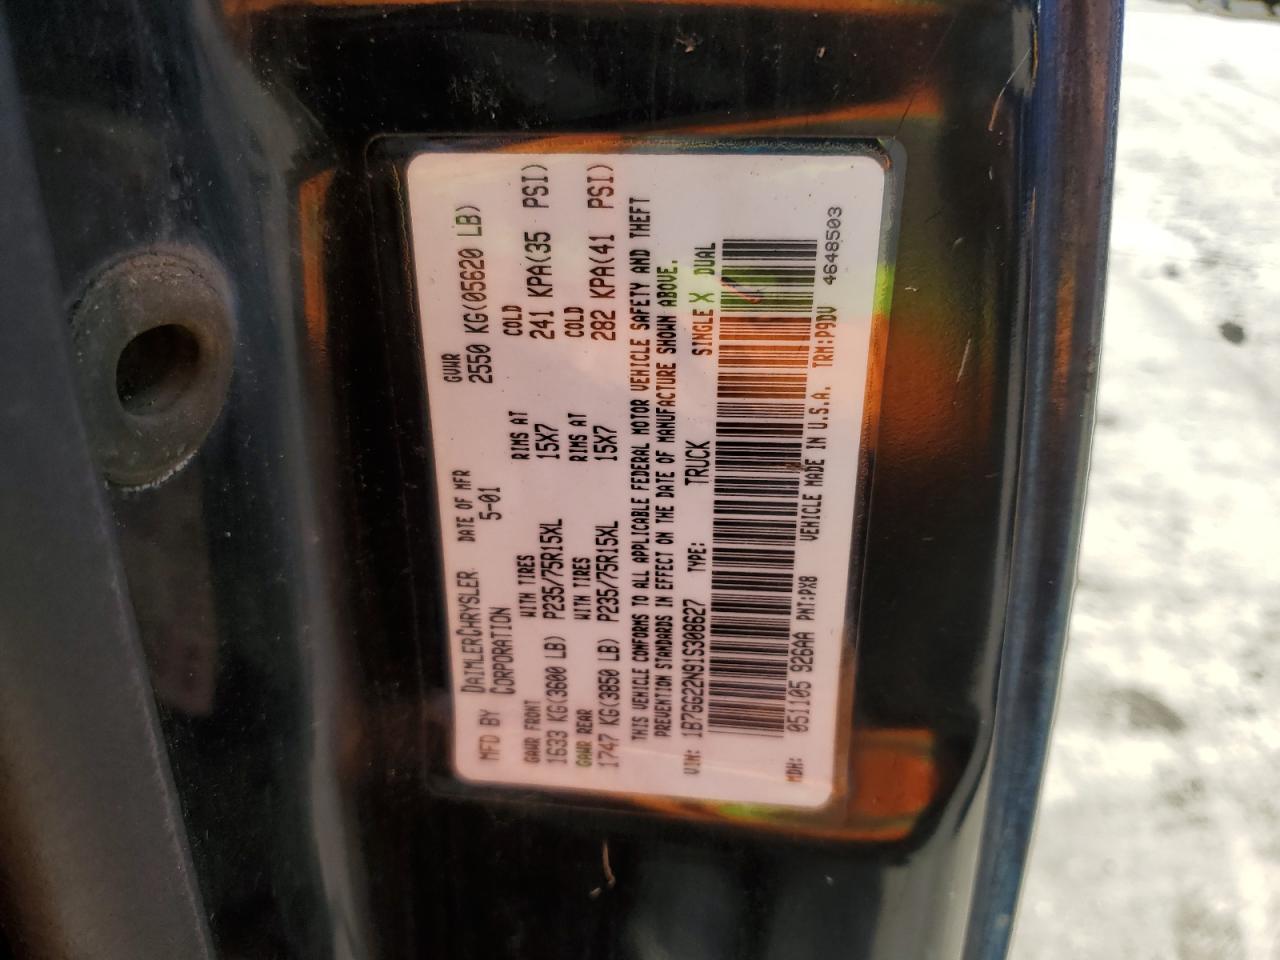 MFD BY DAIMLERCHRYSLER CORPORATION DATE OF MFR 5-01 GVWR 2550 KG(05620 LB)
GAWR FRONT WITH TIRES RIMS AT COLD
1633 KG(3600 LB) P235/75R15XL 15X7 241 KPA(35 PSI)
GAWR REAR WITH TIRES RIMS AT COLD
1747 KG(3850 LB) P235/75R15XL 15X7 282 KPA(41 PSI)
THIS VEHICLE CONFORMS TO ALL APPLICABLE FEDERAL MOTOR VEHICLE SAFETY AND THEFT
PREVENTION STANDARDS IN EFFECT ON THE DATE OF MANUFACTURE SHOWN ABOVE.
VIN: 1B7GG22N91S308627 TYPE: TRUCK SINGLE X DUAL
MDH: 051105 926AA PNT:PX8 VEHICLE MADE IN U.S.A. TRM:P9DV 4648503